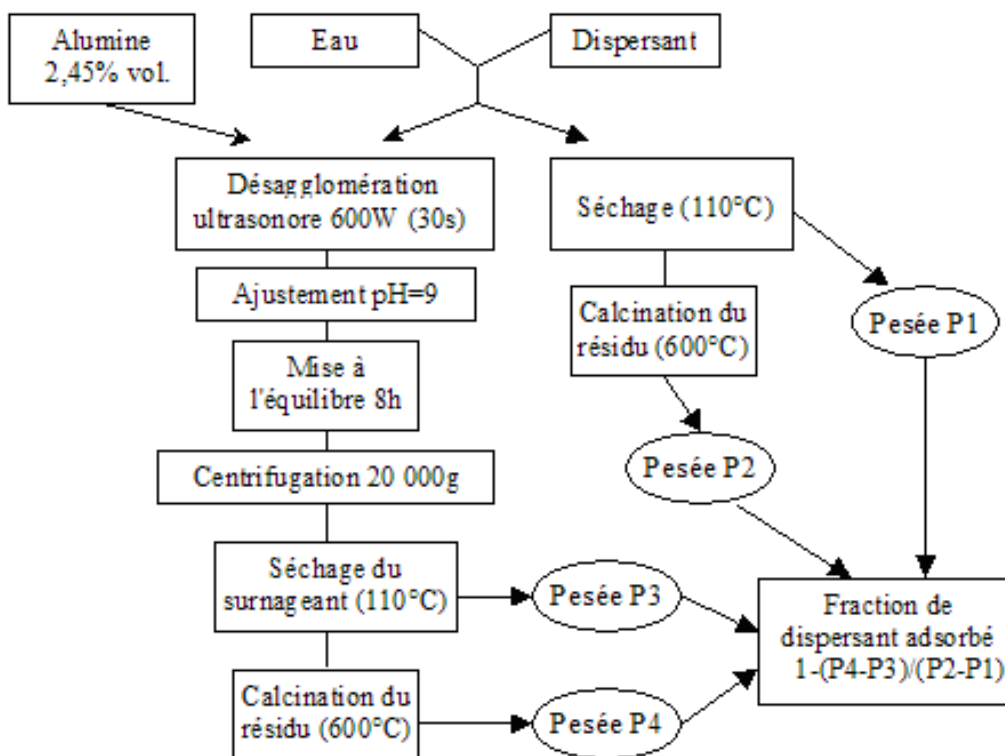 Alumine
2,45% vol.
Eau
Dispersant
Désagglomération
ultrasonore 600W (30s)
Séchage (110°C)
Ajustement pH=9
Calcination du
résidu (600°C)
Pesée P1
Mise à
l'équilibre 8h
Pesée P2
Centrifugation 20 000g
Séchage du
surnageant (110°C)
Pesée P3
Fraction de
dispersant adsorbé
1-(P4-P3)/(P2-P1)
Calcination du
résidu (600°C)
Pesée P4